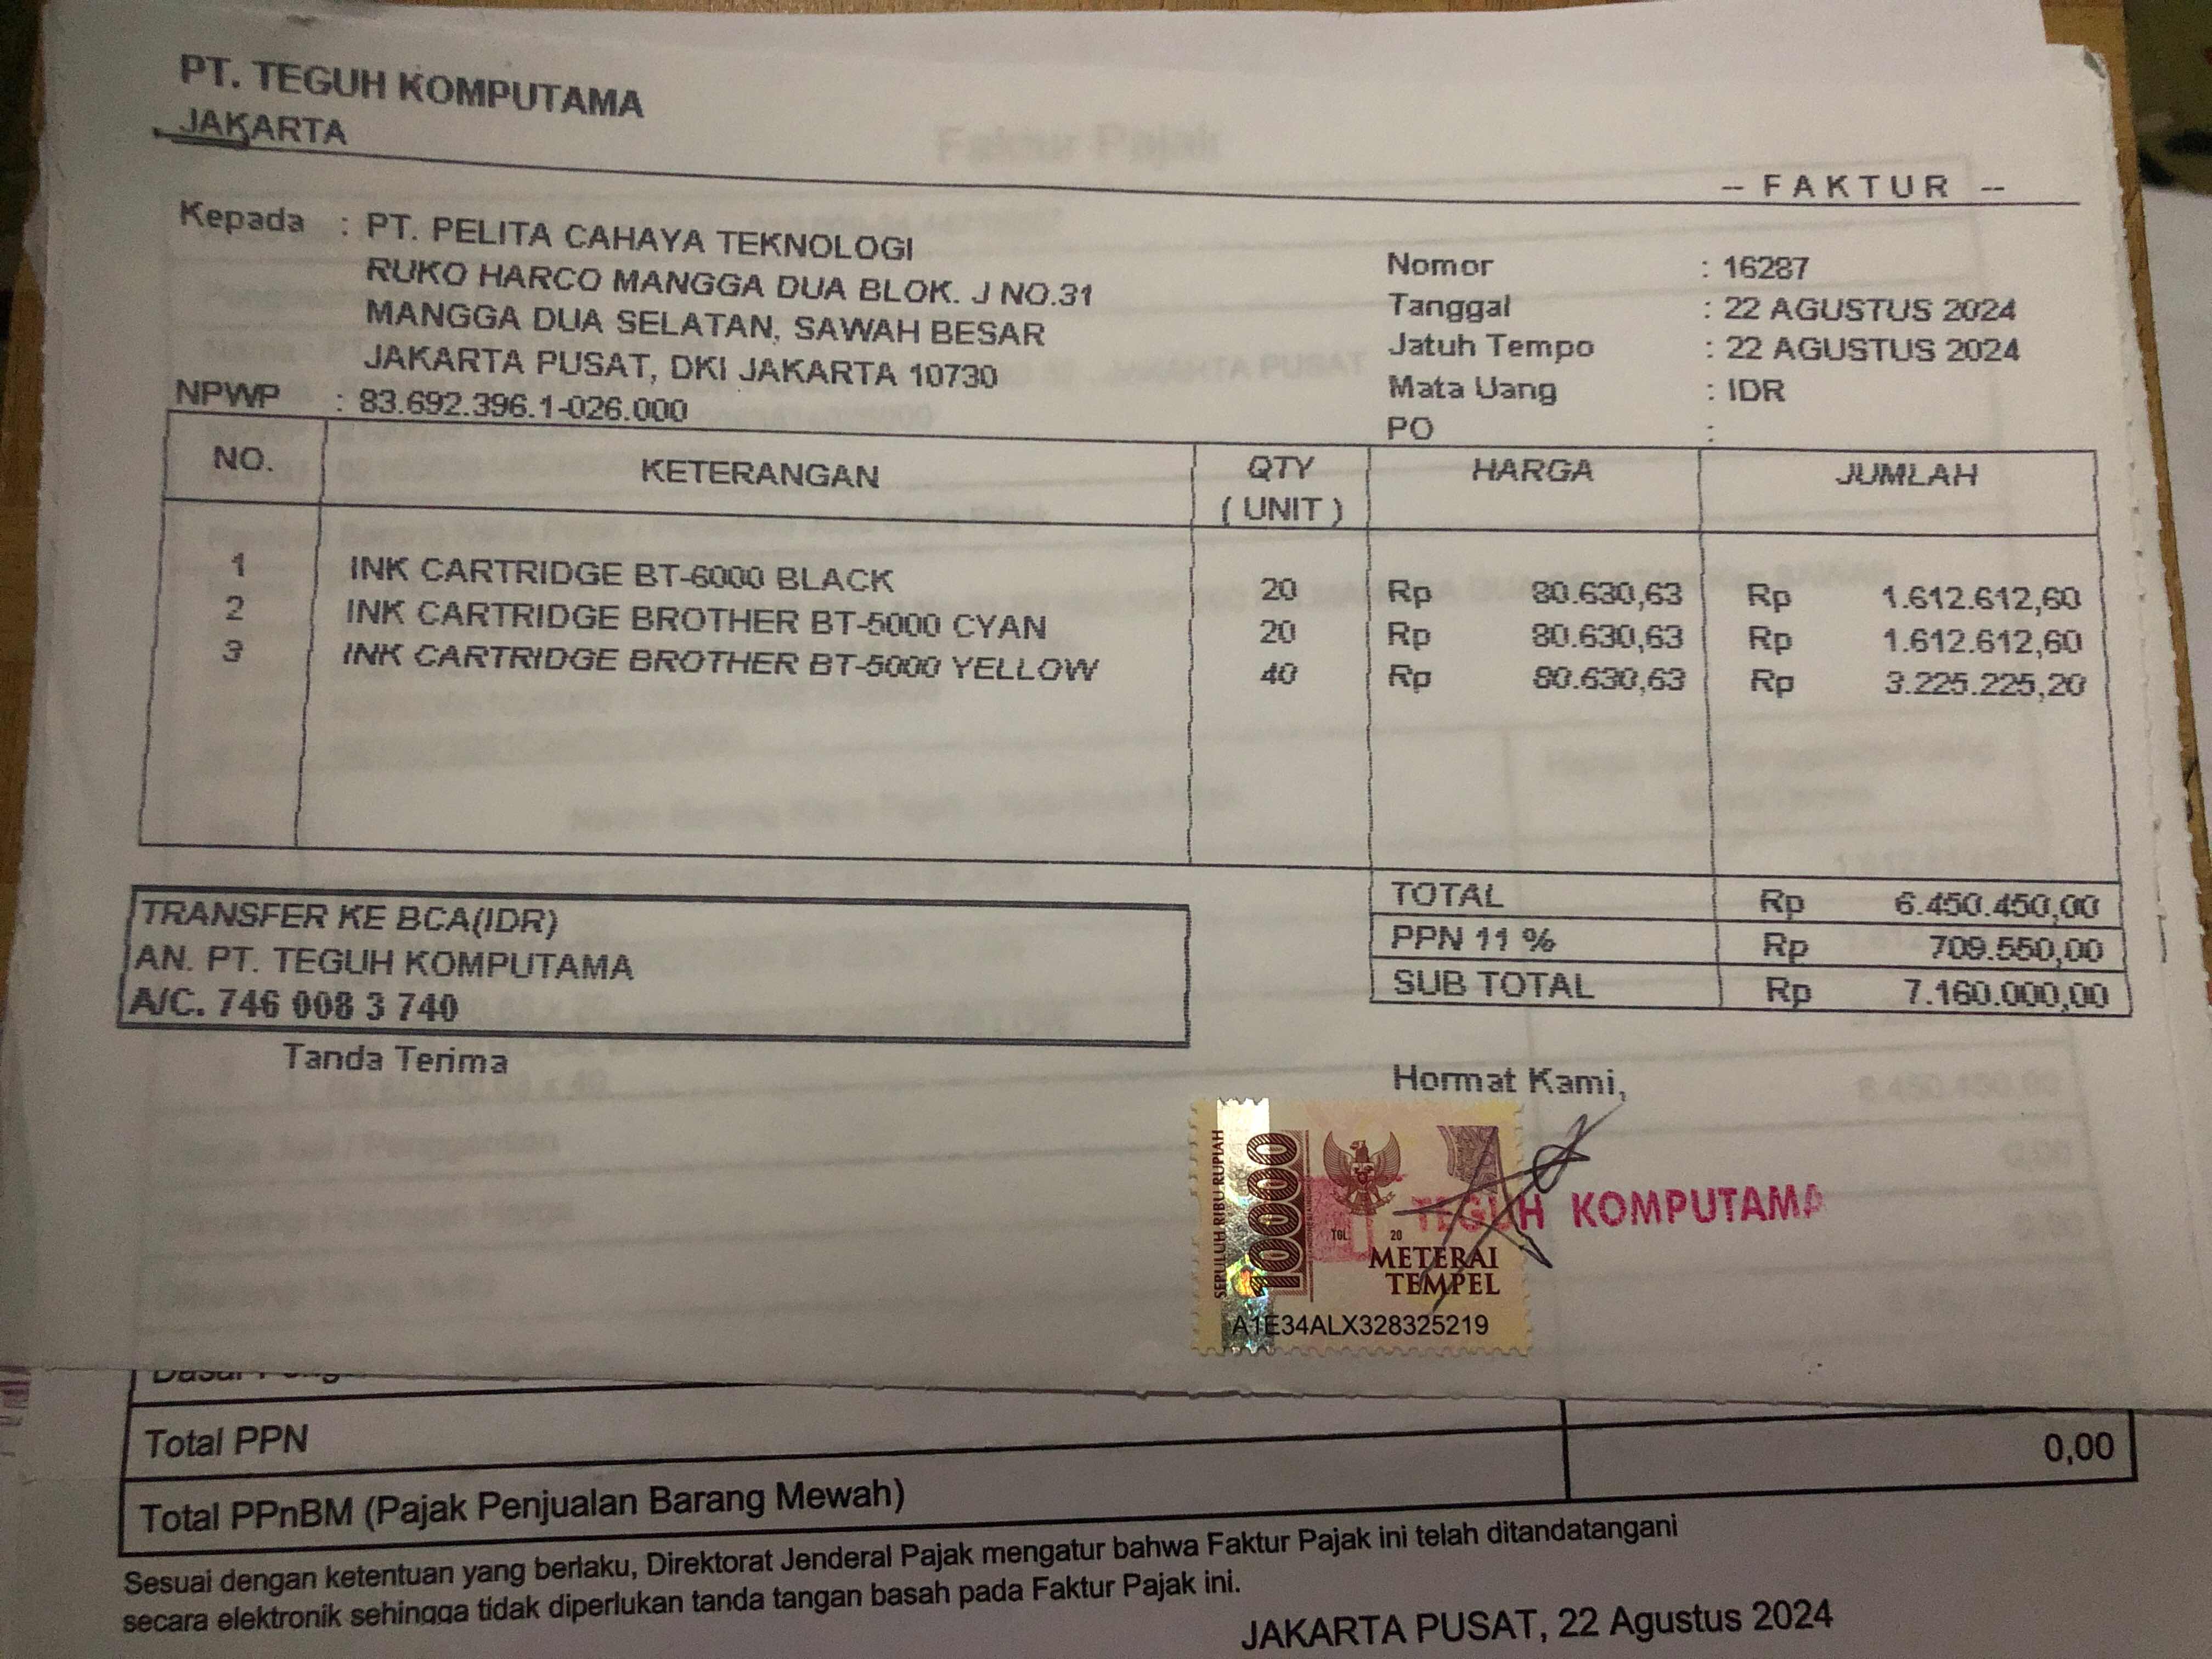 PT. TEGUH KOMPUTAMA
JAKARTA
-- FAKTUR --
Kepada : PT. PELITA CAHAYA TEKNOLOGI
RUKO HARCO MANGGA DUA BLOK. J NO.31
MANGGA DUA SELATAN, SAWAH BESAR
JAKARTA PUSAT, DKI JAKARTA 10730
NPWP : 83.692.396.1-026.000
Nomor : 16287
Tanggal : 22 AGUSTUS 2024
Jatuh Tempo : 22 AGUSTUS 2024
Mata Uang : IDR
PO :
NO. KETERANGAN QTY ( UNIT ) HARGA JUMLAH
1 INK CARTRIDGE BT-6000 BLACK 20 Rp 80.630,63 Rp 1.612.612,60
2 INK CARTRIDGE BROTHER BT-5000 CYAN 20 Rp 80.630,63 Rp 1.612.612,60
3 INK CARTRIDGE BROTHER BT-5000 YELLOW 40 Rp 80.630,63 Rp 3.225.225,20
TOTAL Rp 6.450.450,00
PPN 11 % Rp 709.550,00
SUB TOTAL Rp 7.160.000,00
TRANSFER KE BCA(IDR)
AN. PT. TEGUH KOMPUTAMA
A/C. 746 008 3 740
Tanda Terima
Hormat Kami,
SEPULUH RIBU RUPIAH
10000
TEGUH KOMPUTAMA
TGL. 20
METERAI
TEMPEL
A1E34ALX328325219
Total PPN
0,00
Total PPnBM (Pajak Penjualan Barang Mewah)
Sesuai dengan ketentuan yang berlaku, Direktorat Jenderal Pajak mengatur bahwa Faktur Pajak ini telah ditandatangani
secara elektronik sehingga tidak diperlukan tanda tangan basah pada Faktur Pajak ini.
JAKARTA PUSAT, 22 Agustus 2024